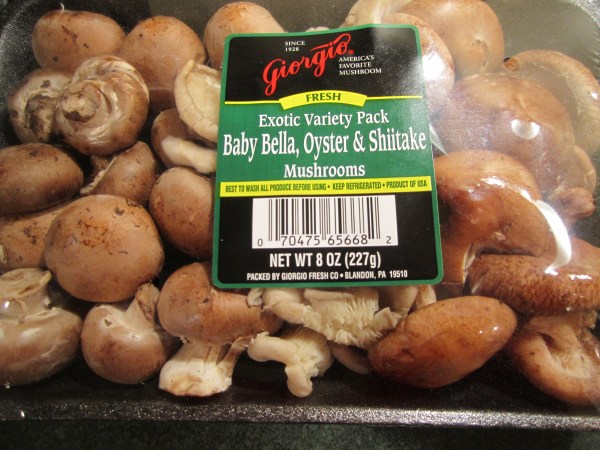 SINCE
1928
Giorgio®
AMERICA'S
FAVORITE
MUSHROOM
FRESH
Exotic Variety Pack
Baby Bella, Oyster & Shiitake
Mushrooms
BEST TO WASH ALL PRODUCE BEFORE USING • KEEP REFRIGERATED • PRODUCT OF USA
0 70475 65668 2
NET WT 8 OZ (227g)
PACKED BY GIORGIO FRESH CO • BLANDON, PA 19510